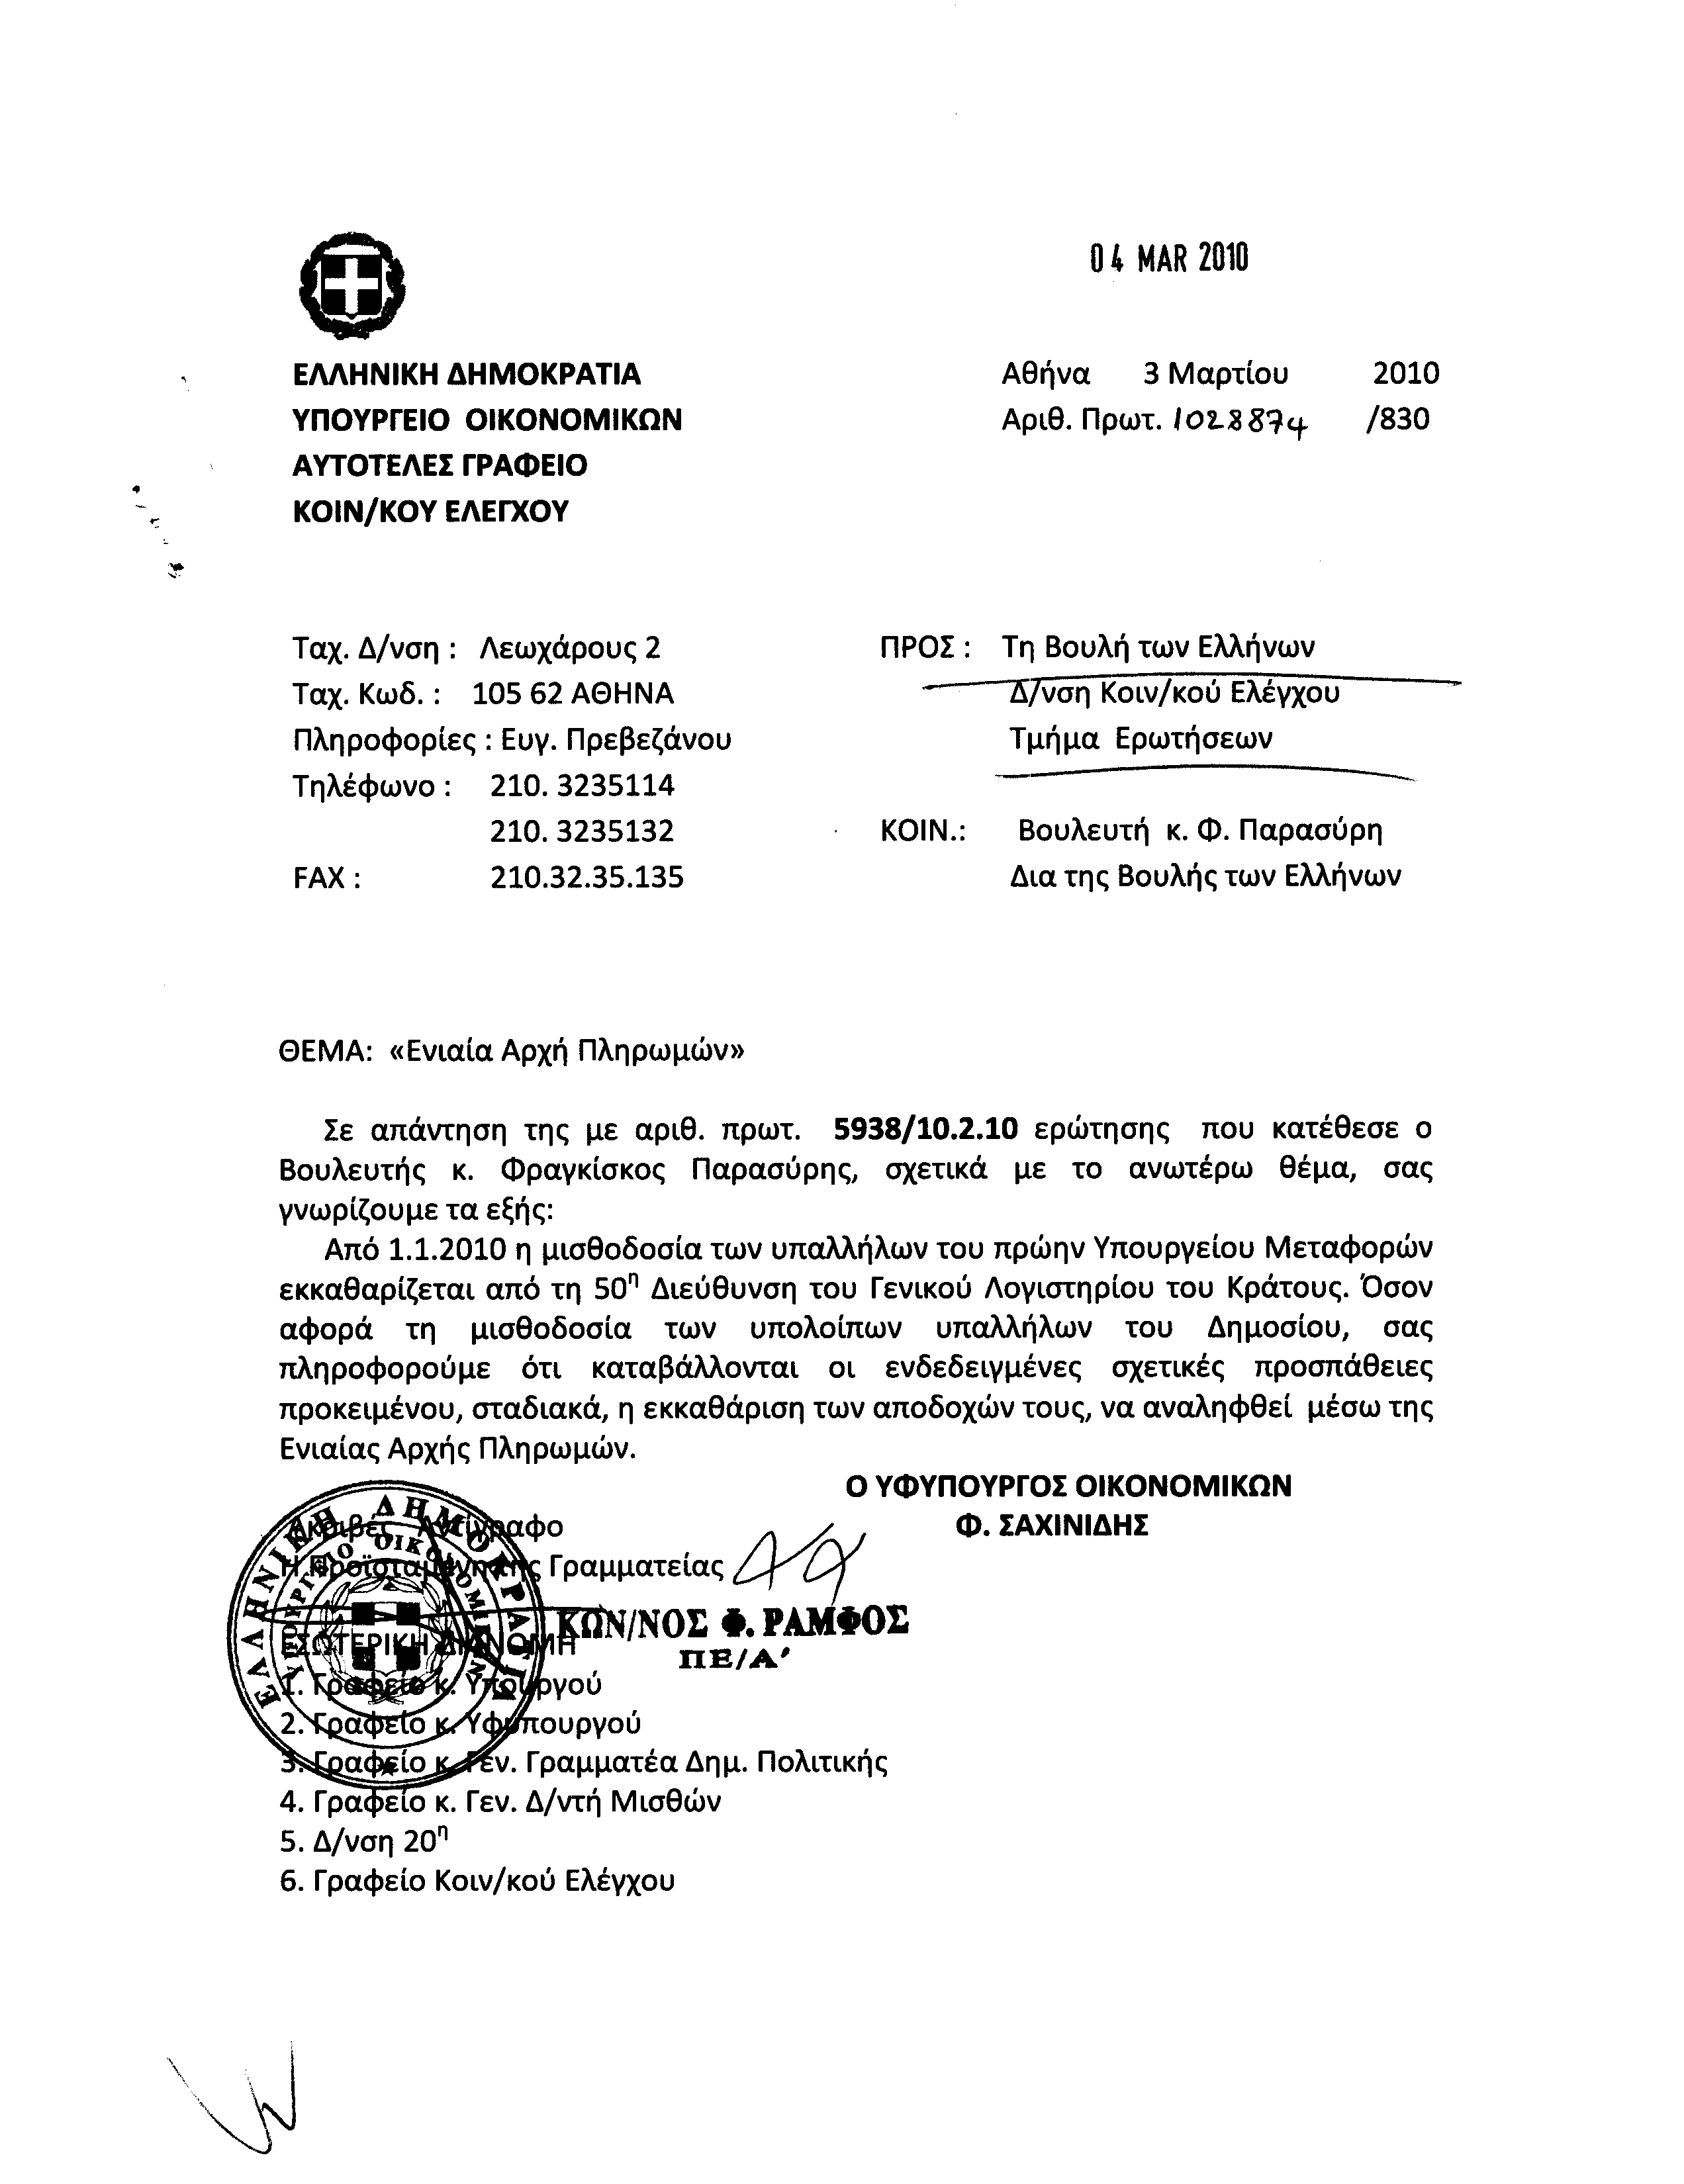 04 MAR 2010
ΕΛΛΗΝΙΚΗ ΔΗΜΟΚΡΑΤΙΑ
ΥΠΟΥΡΓΕΙΟ ΟΙΚΟΝΟΜΙΚΩΝ
ΑΥΤΟΤΕΛΕΣ ΓΡΑΦΕΙΟ
ΚΟΙΝ/ΚΟΥ ΕΛΕΓΧΟΥ
Αθήνα 3 Μαρτίου 2010
Αριθ. Πρωτ. 1028874 /830
Ταχ. Δ/νση : Λεωχάρους 2
Ταχ. Κωδ. : 105 62 ΑΘΗΝΑ
Πληροφορίες : Ευγ. Πρεβεζάνου
Τηλέφωνο : 210. 3235114
210. 3235132
FAX : 210.32.35.135
ΠΡΟΣ : Τη Βουλή των Ελλήνων
Δ/νση Κοιν/κού Ελέγχου
Τμήμα Ερωτήσεων
ΚΟΙΝ.: Βουλευτή κ. Φ. Παρασύρη
Δια της Βουλής των Ελλήνων
ΘΕΜΑ: «Ενιαία Αρχή Πληρωμών»
Σε απάντηση της με αριθ. πρωτ. 5938/10.2.10 ερώτησης που κατέθεσε ο
Βουλευτής κ. Φραγκίσκος Παρασύρης, σχετικά με το ανωτέρω θέμα, σας
γνωρίζουμε τα εξής:
Από 1.1.2010 η μισθοδοσία των υπαλλήλων του πρώην Υπουργείου Μεταφορών
εκκαθαρίζεται από τη 50η Διεύθυνση του Γενικού Λογιστηρίου του Κράτους. Όσον
αφορά τη μισθοδοσία των υπολοίπων υπαλλήλων του Δημοσίου, σας
πληροφορούμε ότι καταβάλλονται οι ενδεδειγμένες σχετικές προσπάθειες
προκειμένου, σταδιακά, η εκκαθάριση των αποδοχών τους, να αναληφθεί μέσω της
Ενιαίας Αρχής Πληρωμών.
Ο ΥΦΥΠΟΥΡΓΟΣ ΟΙΚΟΝΟΜΙΚΩΝ
Φ. ΣΑΧΙΝΙΔΗΣ
Ακριβές Αντίγραφο
Η Προϊσταμένη της Γραμματείας
ΚΩΝ/ΝΟΣ Φ. ΡΑΜΦΟΣ
ΠΕ/Α'
ΕΛΛΗΝΙΚΗ ΔΗΜΟΚΡΑΤΙΑ
ΥΠΟΥΡΓΕΙΟ ΟΙΚΟΝΟΜΙΚΩΝ
ΕΣΩΤΕΡΙΚΗ ΔΙΑΝΟΜΗ
1. Γραφείο κ. Υπουργού
2. Γραφείο κ. Υφυπουργού
3. Γραφείο κ. Γεν. Γραμματέα Δημ. Πολιτικής
4. Γραφείο κ. Γεν. Δ/ντή Μισθών
5. Δ/νση 20η
6. Γραφείο Κοιν/κού Ελέγχου